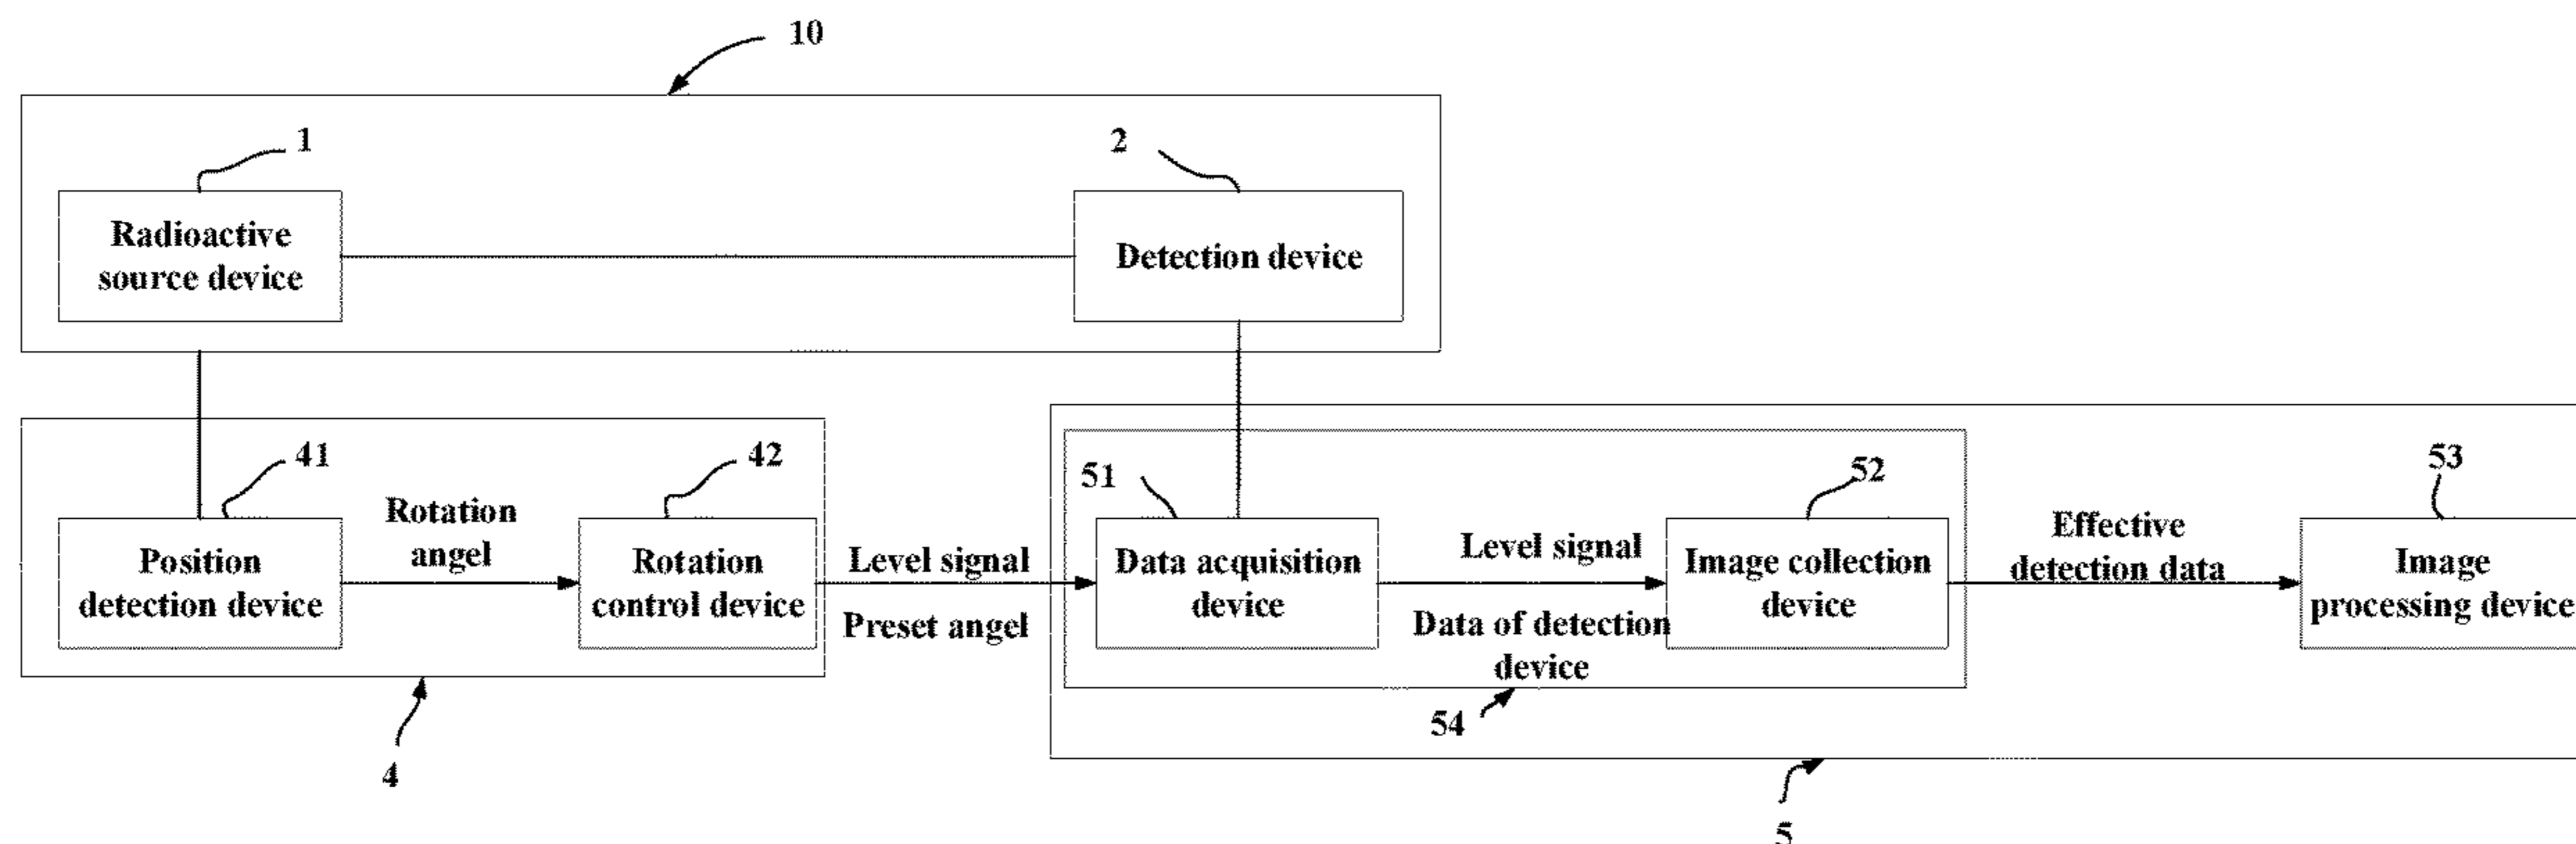 10
1
2
Radioactive
source device
Detection device
41
42
51
52
53
Rotation
angel
Position
detection device
Rotation
control device
Level signal
Preset angel
Data acquisition
device
Level signal
Data of detection
device
Image collection
device
Effective
detection data
Image
processing device
54
4
5